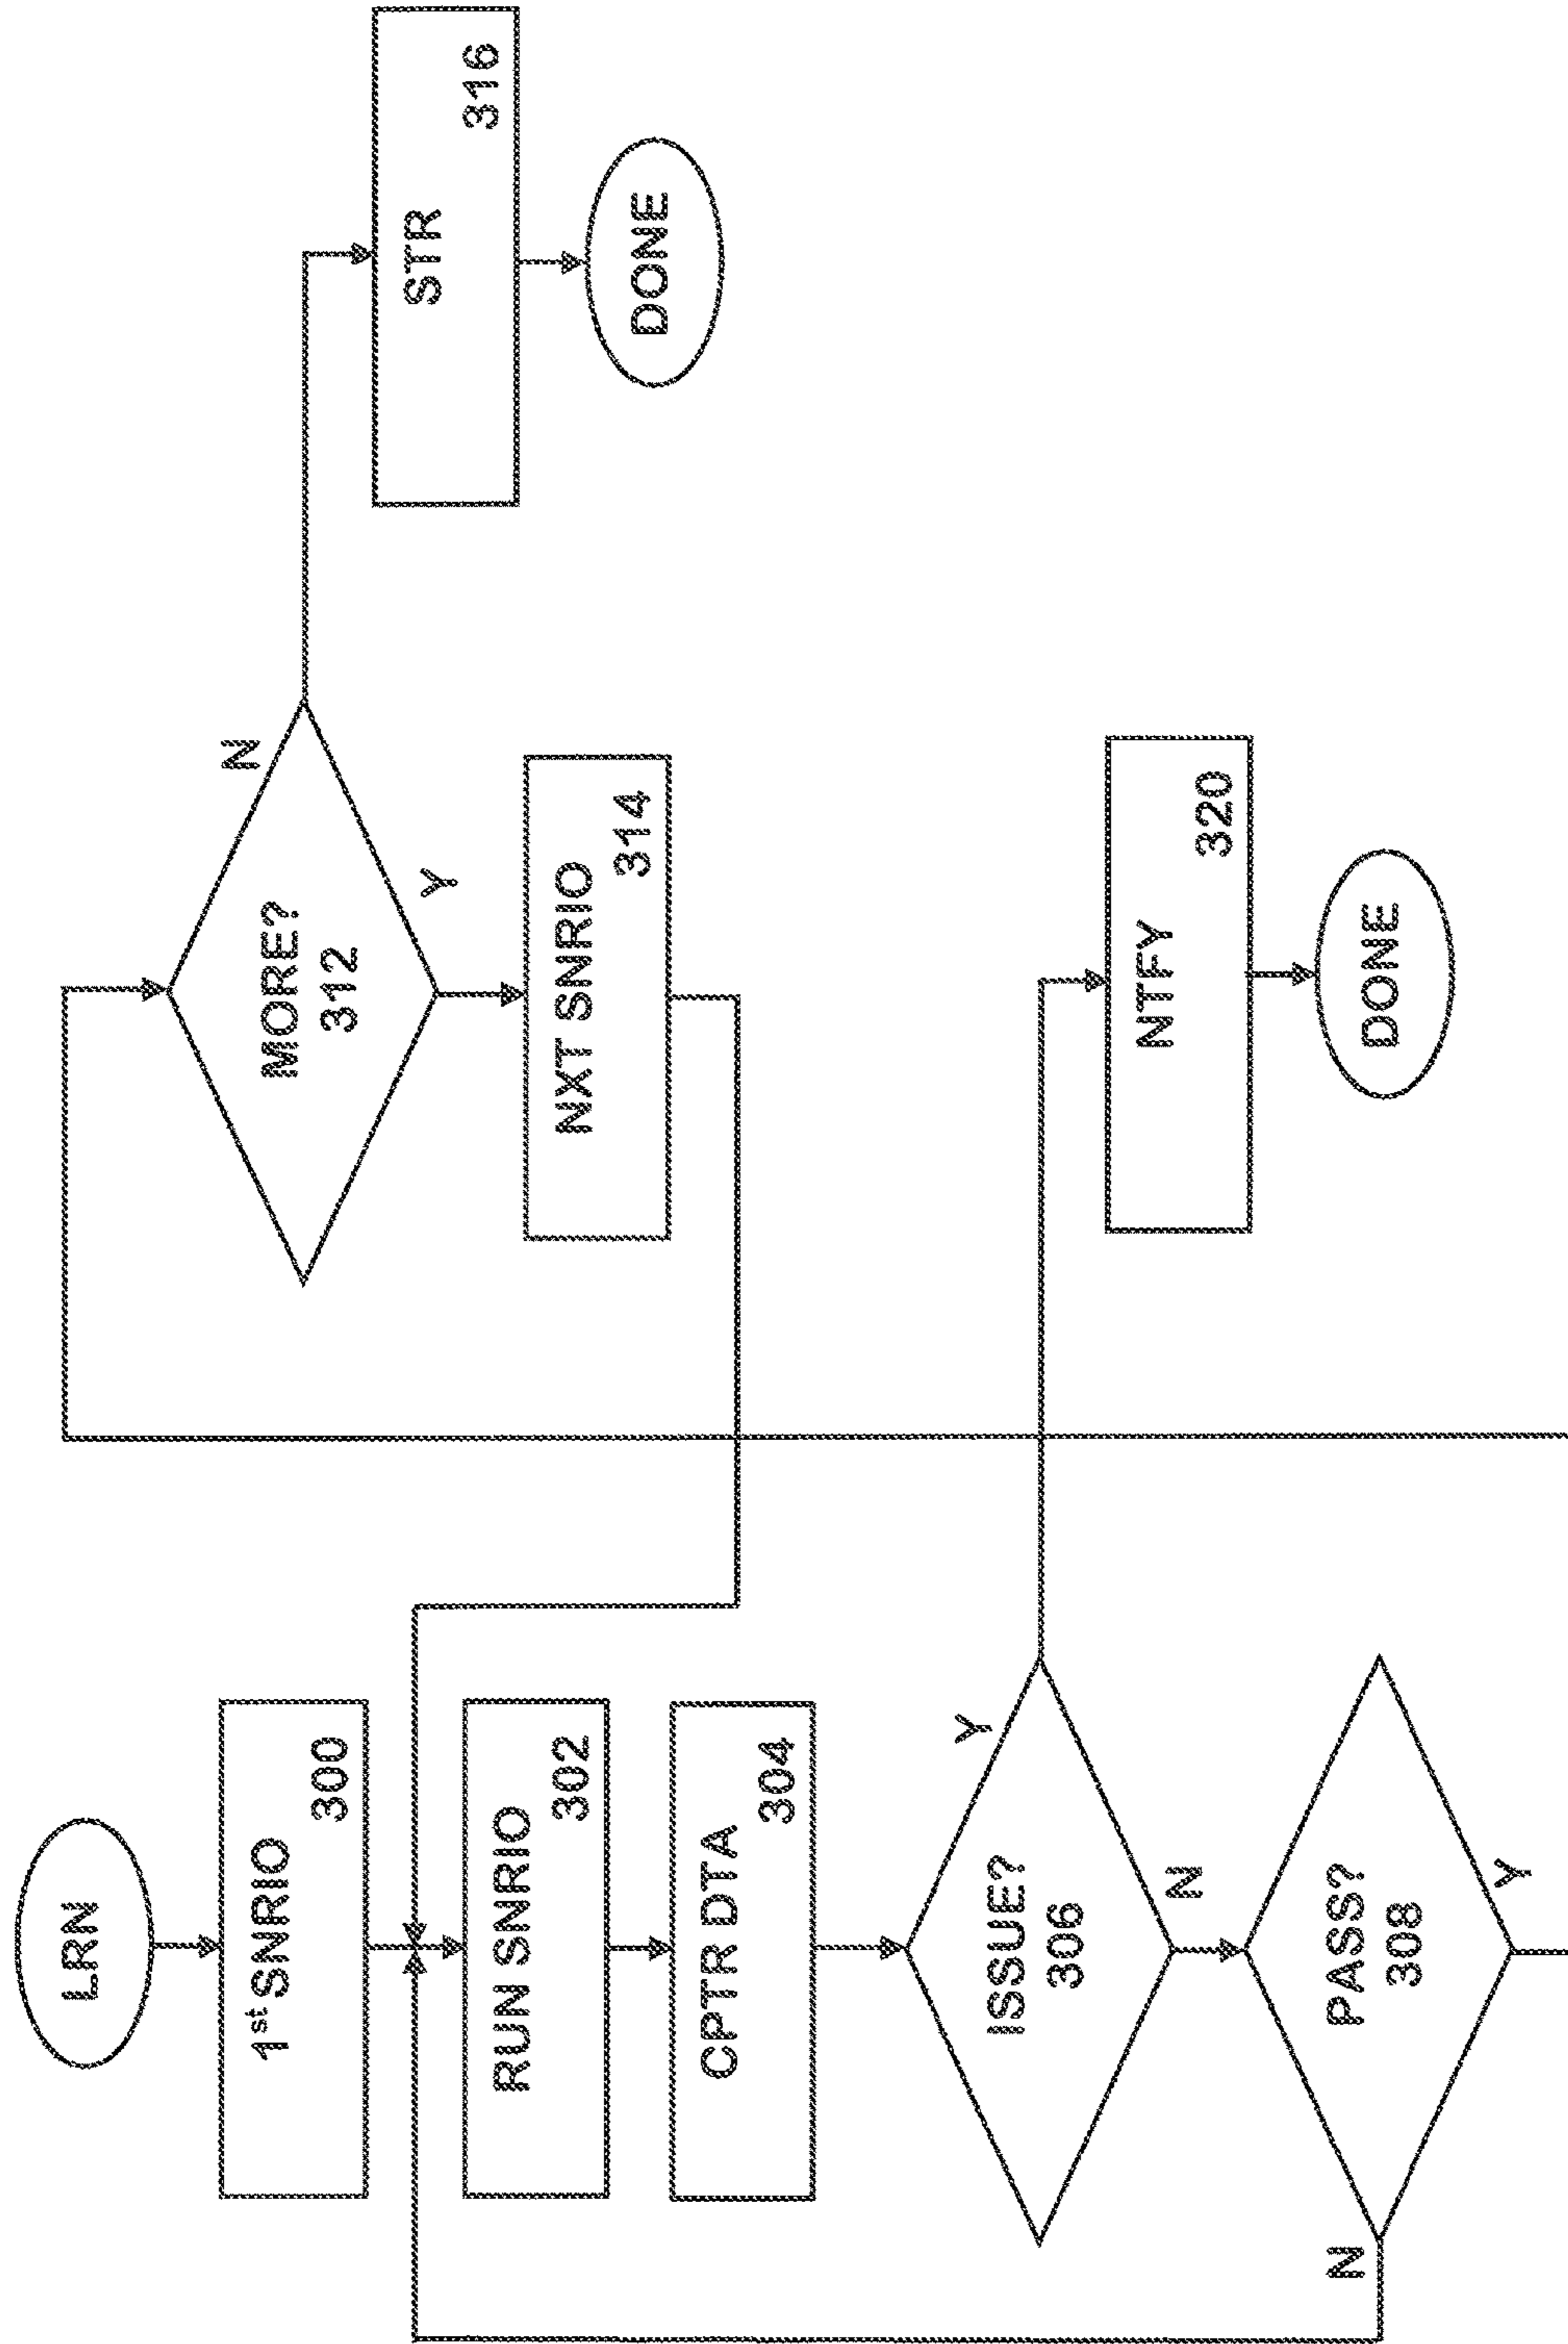 LRN
1st SNRIO
300
RUN SNRIO
302
CPTR DTA
304
ISSUE?
306
Y
N
PASS?
308
N
Y
MORE?
312
N
Y
NXT SNRIO
314
STR
316
DONE
NTFY
320
DONE